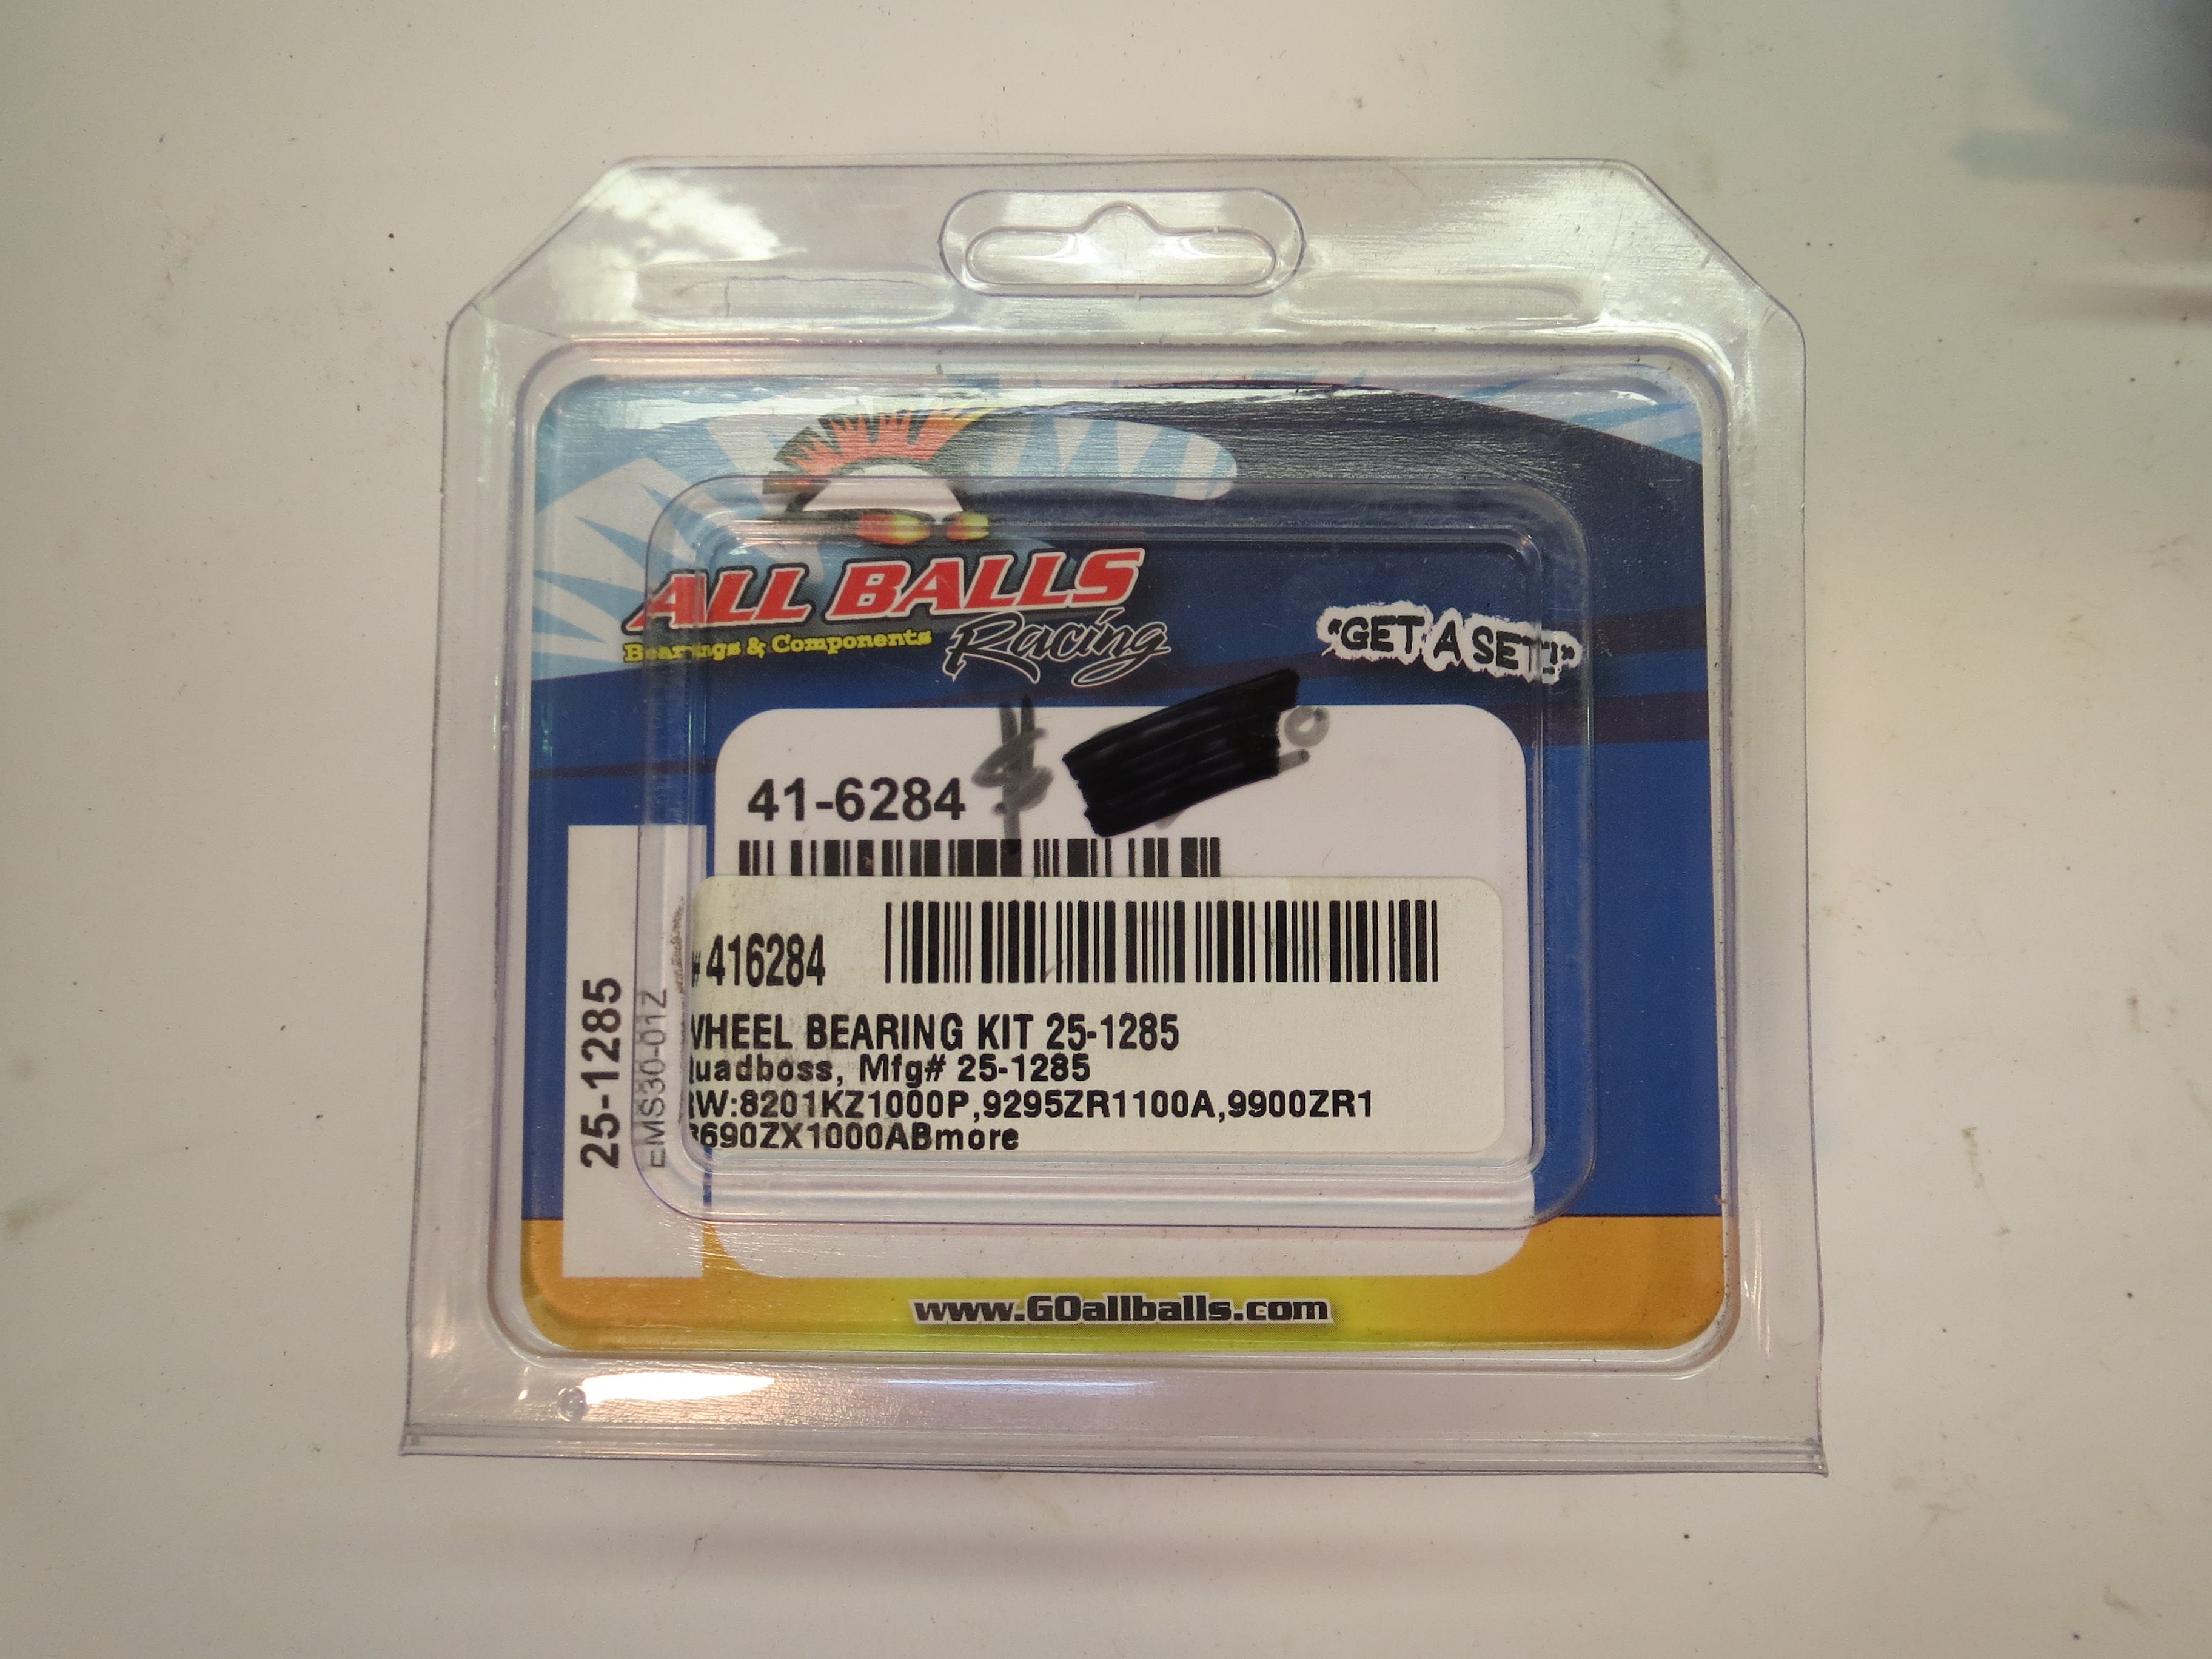 ALL BALLS
Bearings & Components
Racing
"GET A SET!"
$
41-6284
#416284
WHEEL BEARING KIT 25-1285
Quadboss, Mfg# 25-1285
RW:8201KZ1000P,9295ZR1100A,9900ZR1
8690ZX1000ABmore
25-1285
EMS30-01Z
www.GOallballs.com